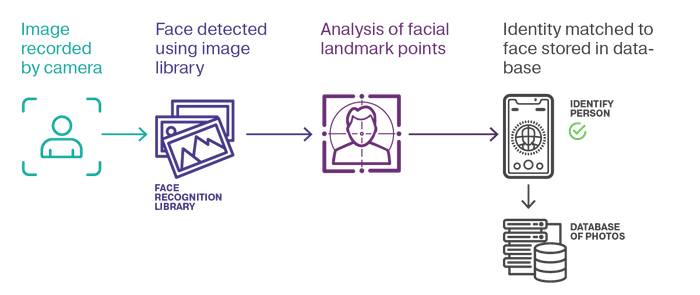 Image
recorded
by camera
Face detected
using image
library
Analysis of facial
landmark points
Identity matched to
face stored in data-
base
FACE
RECOGNITION
LIBRARY
IDENTIFY
PERSON
DATABASE
OF PHOTOS